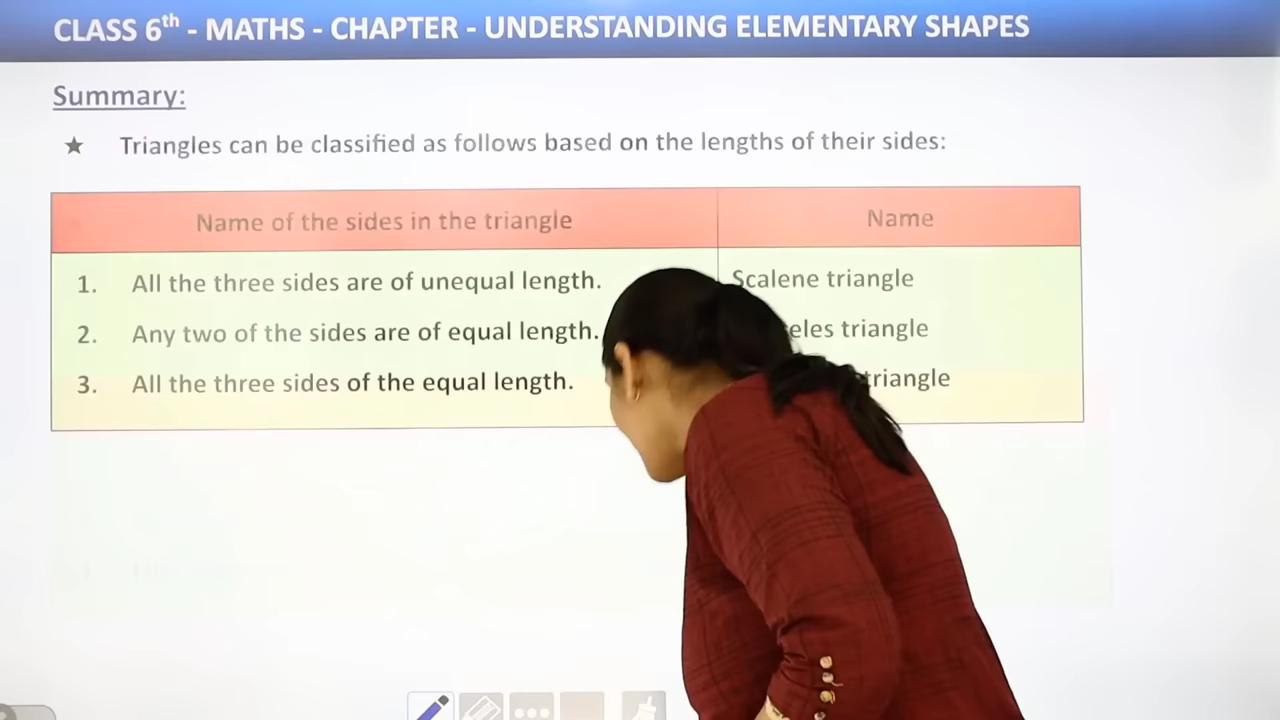 CLASS 6th - MATHS - CHAPTER - UNDERSTANDING ELEMENTARY SHAPES
Summary:
★ Triangles can be classified as follows based on the lengths of their sides:
Name of the sides in the triangle Name
1. All the three sides are of unequal length. Scalene triangle
2. Any two of the sides are of equal length. eles triangle
3. All the three sides of the equal length. triangle